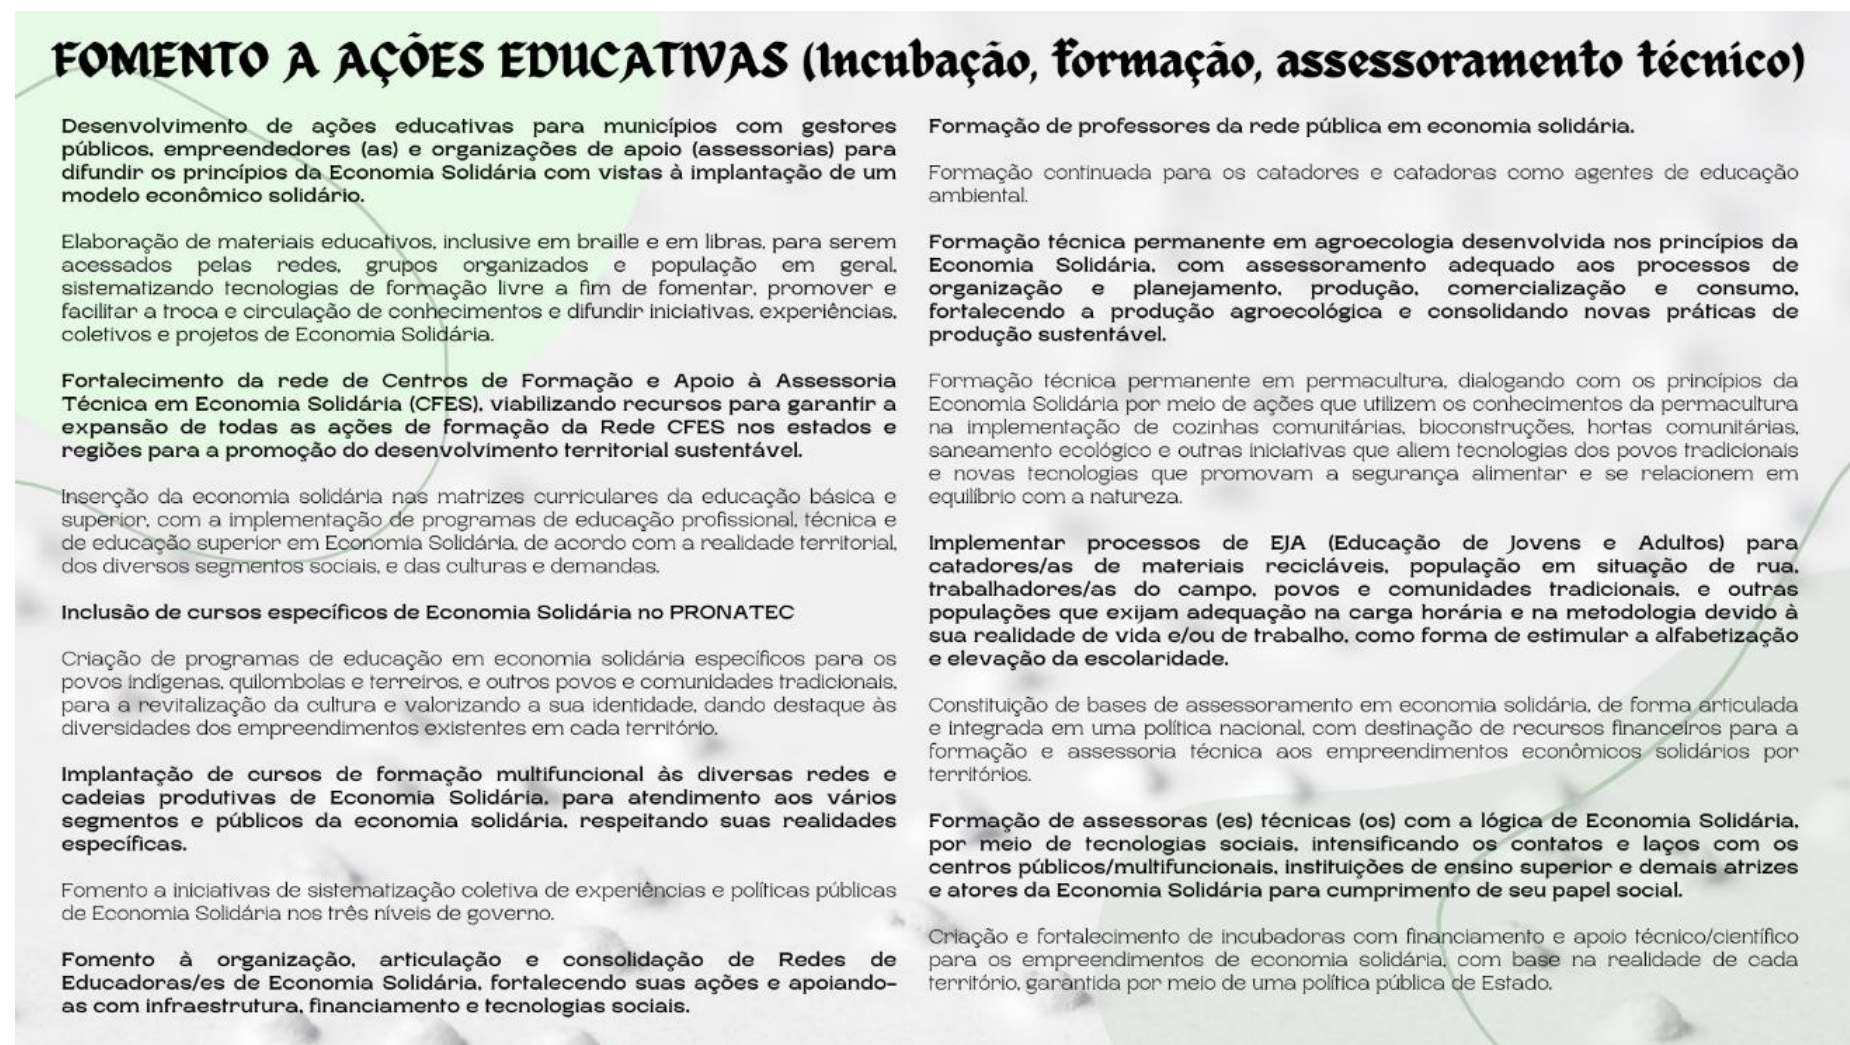 FOMENTO A AÇÕES EDUCATIVAS (Incubação, formação, assessoramento técnico)
Desenvolvimento de ações educativas para municípios com gestores
públicos, empreendedores (as) e organizações de apoio (assessorias) para
difundir os princípios da Economia Solidária com vistas à implantação de um
modelo econômico solidário.
Elaboração de materiais educativos, inclusive em braille e em libras, para serem
acessados pelas redes, grupos organizados e população em geral,
sistematizando tecnologias de formação livre a fim de fomentar, promover e
facilitar a troca e circulação de conhecimentos e difundir iniciativas, experiências,
coletivos e projetos de Economia Solidária.
Fortalecimento da rede de Centros de Formação e Apoio à Assessoria
Técnica em Economia Solidária (CFES), viabilizando recursos para garantir a
expansão de todas as ações de formação da Rede CFES nos estados e
regiões para a promoção do desenvolvimento territorial sustentável.
Inserção da economia solidária nas matrizes curriculares da educação básica e
superior, com a implementação de programas de educação profissional, técnica e
de educação superior em Economia Solidária, de acordo com a realidade territorial,
dos diversos segmentos sociais, e das culturas e demandas.
Inclusão de cursos específicos de Economia Solidária no PRONATEC
Criação de programas de educação em economia solidária específicos para os
povos indígenas, quilombolas e terreiros, e outros povos e comunidades tradicionais,
para a revitalização da cultura e valorizando a sua identidade, dando destaque às
diversidades dos empreendimentos existentes em cada território.
Implantação de cursos de formação multifuncional às diversas redes e
cadeias produtivas de Economia Solidária, para atendimento aos vários
segmentos e públicos da economia solidária, respeitando suas realidades
específicas.
Fomento a iniciativas de sistematização coletiva de experiências e políticas públicas
de Economia Solidária nos três níveis de governo.
Fomento à organização, articulação e consolidação de Redes de
Educadoras/es de Economia Solidária, fortalecendo suas ações e apoiando-
as com infraestrutura, financiamento e tecnologias sociais.
Formação de professores da rede pública em economia solidária.
Formação continuada para os catadores e catadoras como agentes de educação
ambiental.
Formação técnica permanente em agroecologia desenvolvida nos princípios da
Economia Solidária, com assessoramento adequado aos processos de
organização e planejamento, produção, comercialização e consumo,
fortalecendo a produção agroecológica e consolidando novas práticas de
produção sustentável.
Formação técnica permanente em permacultura, dialogando com os princípios da
Economia Solidária por meio de ações que utilizem os conhecimentos da permacultura
na implementação de cozinhas comunitárias, bioconstruções, hortas comunitárias,
saneamento ecológico e outras iniciativas que aliem tecnologias dos povos tradicionais
e novas tecnologias que promovam a segurança alimentar e se relacionem em
equilíbrio com a natureza.
Implementar processos de EJA (Educação de Jovens e Adultos) para
catadores/as de materiais recicláveis, população em situação de rua,
trabalhadores/as do campo, povos e comunidades tradicionais, e outras
populações que exijam adequação na carga horária e na metodologia devido à
sua realidade de vida e/ou de trabalho, como forma de estimular a alfabetização
e elevação da escolaridade.
Constituição de bases de assessoramento em economia solidária, de forma articulada
e integrada em uma política nacional, com destinação de recursos financeiros para a
formação e assessoria técnica aos empreendimentos econômicos solidários por
territórios.
Formação de assessoras (es) técnicas (os) com a lógica de Economia Solidária,
por meio de tecnologias sociais, intensificando os contatos e laços com os
centros públicos/multifuncionais, instituições de ensino superior e demais atrizes
e atores da Economia Solidária para cumprimento de seu papel social.
Criação e fortalecimento de incubadoras com financiamento e apoio técnico/científico
para os empreendimentos de economia solidária, com base na realidade de cada
território, garantida por meio de uma política pública de Estado.